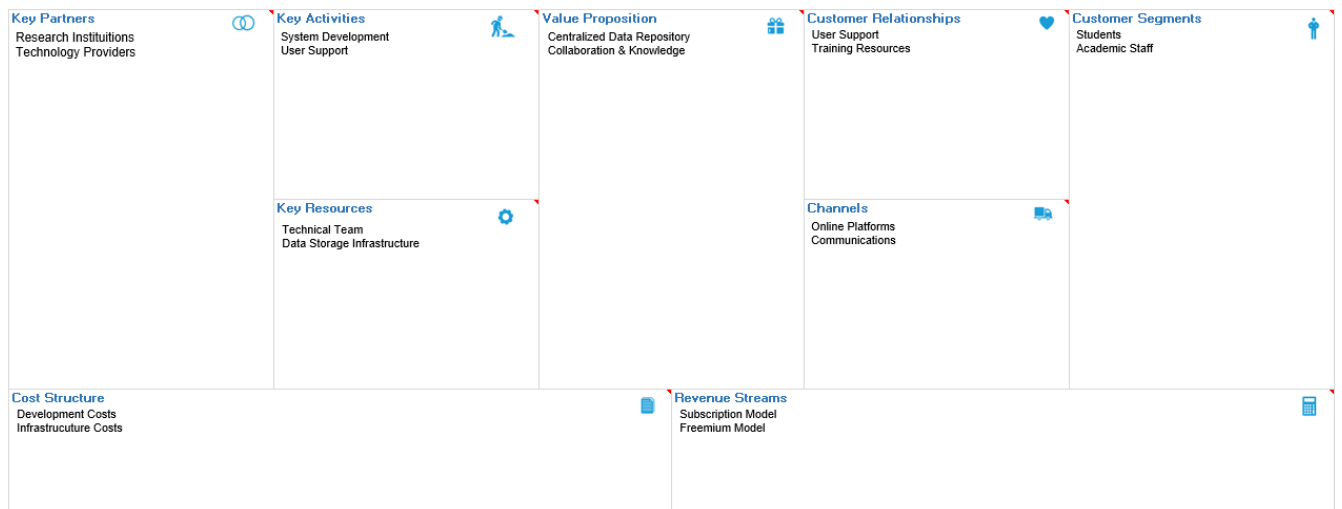 Key Partners
Research Instituitions
Technology Providers
Key Activities
System Development
User Support
Key Resources
Technical Team
Data Storage Infrastructure
Value Proposition
Centralized Data Repository
Collaboration & Knowledge
Customer Relationships
User Support
Training Resources
Channels
Online Platforms
Communications
Customer Segments
Students
Academic Staff
Cost Structure
Development Costs
Infrastrucuture Costs
Revenue Streams
Subscription Model
Freemium Model